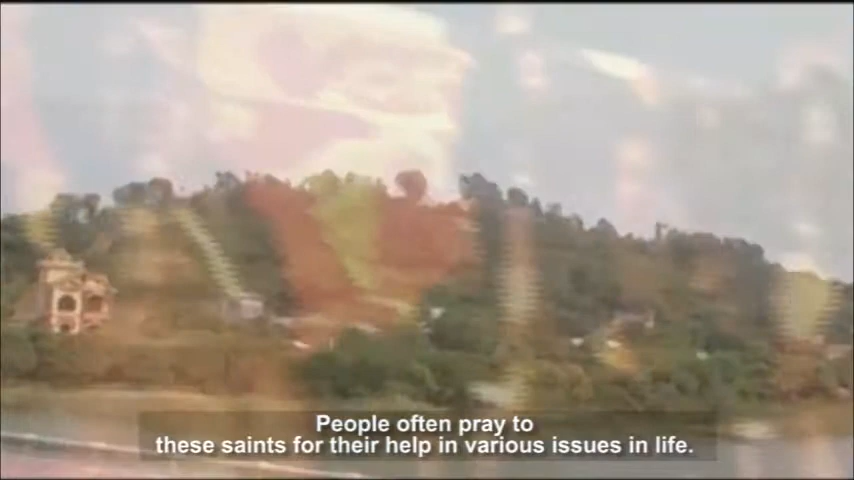 People often pray to
these saints for their help in various issues in life.